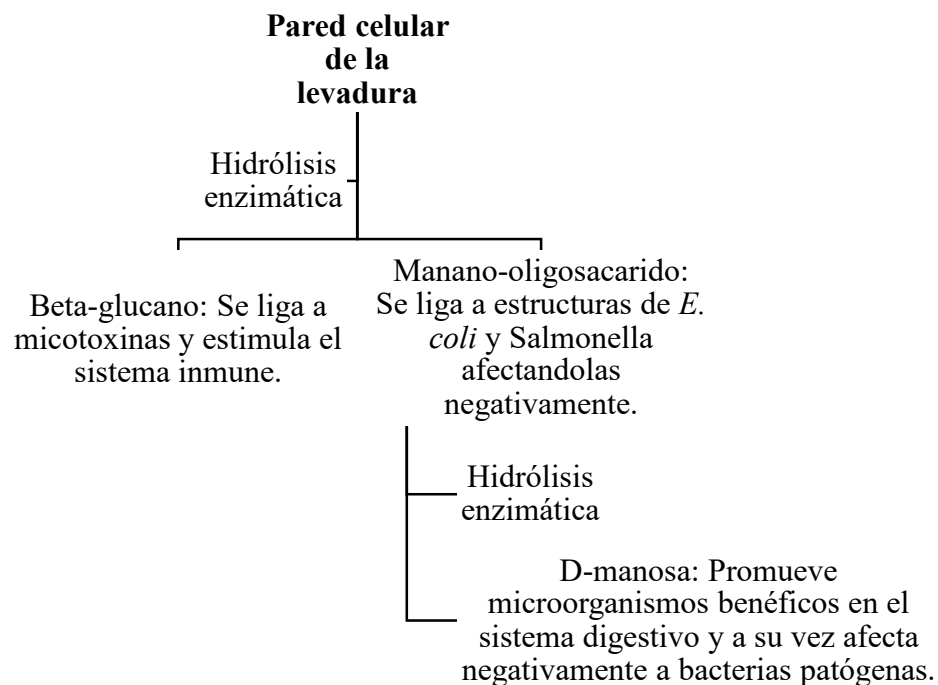 Pared celular
de la
levadura
Hidrólisis
enzimática
Beta-glucano: Se liga a
micotoxinas y estimula el
sistema inmune.
Manano-oligosacarido:
Se liga a estructuras de E.
coli y Salmonella
afectandolas
negativamente.
Hidrólisis
enzimática
D-manosa: Promueve
microorganismos benéficos en el
sistema digestivo y a su vez afecta
negativamente a bacterias patógenas.